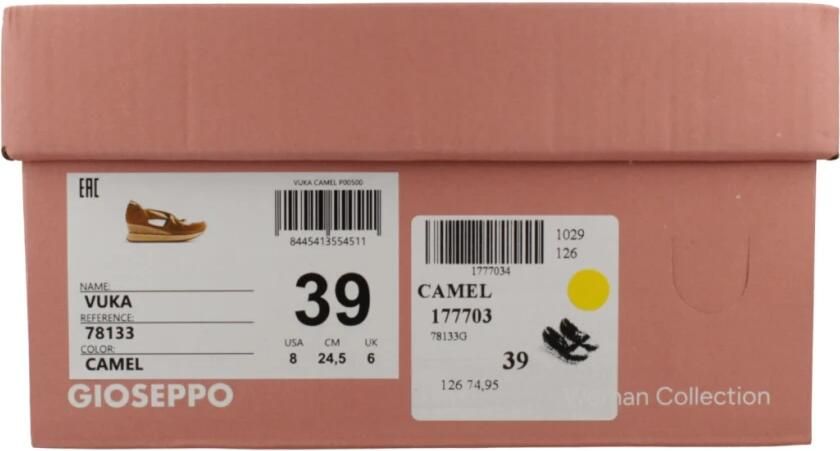 EAC
VUKA CAMEL P00500
8445413554511
NAME:
VUKA
REFERENCE:
78133
COLOR:
CAMEL
39
USA CM UK
8 24,5 6
GIOSEPPO
1029
126
1777034
CAMEL
177703
78133G
39
126 74,95
Woman Collection